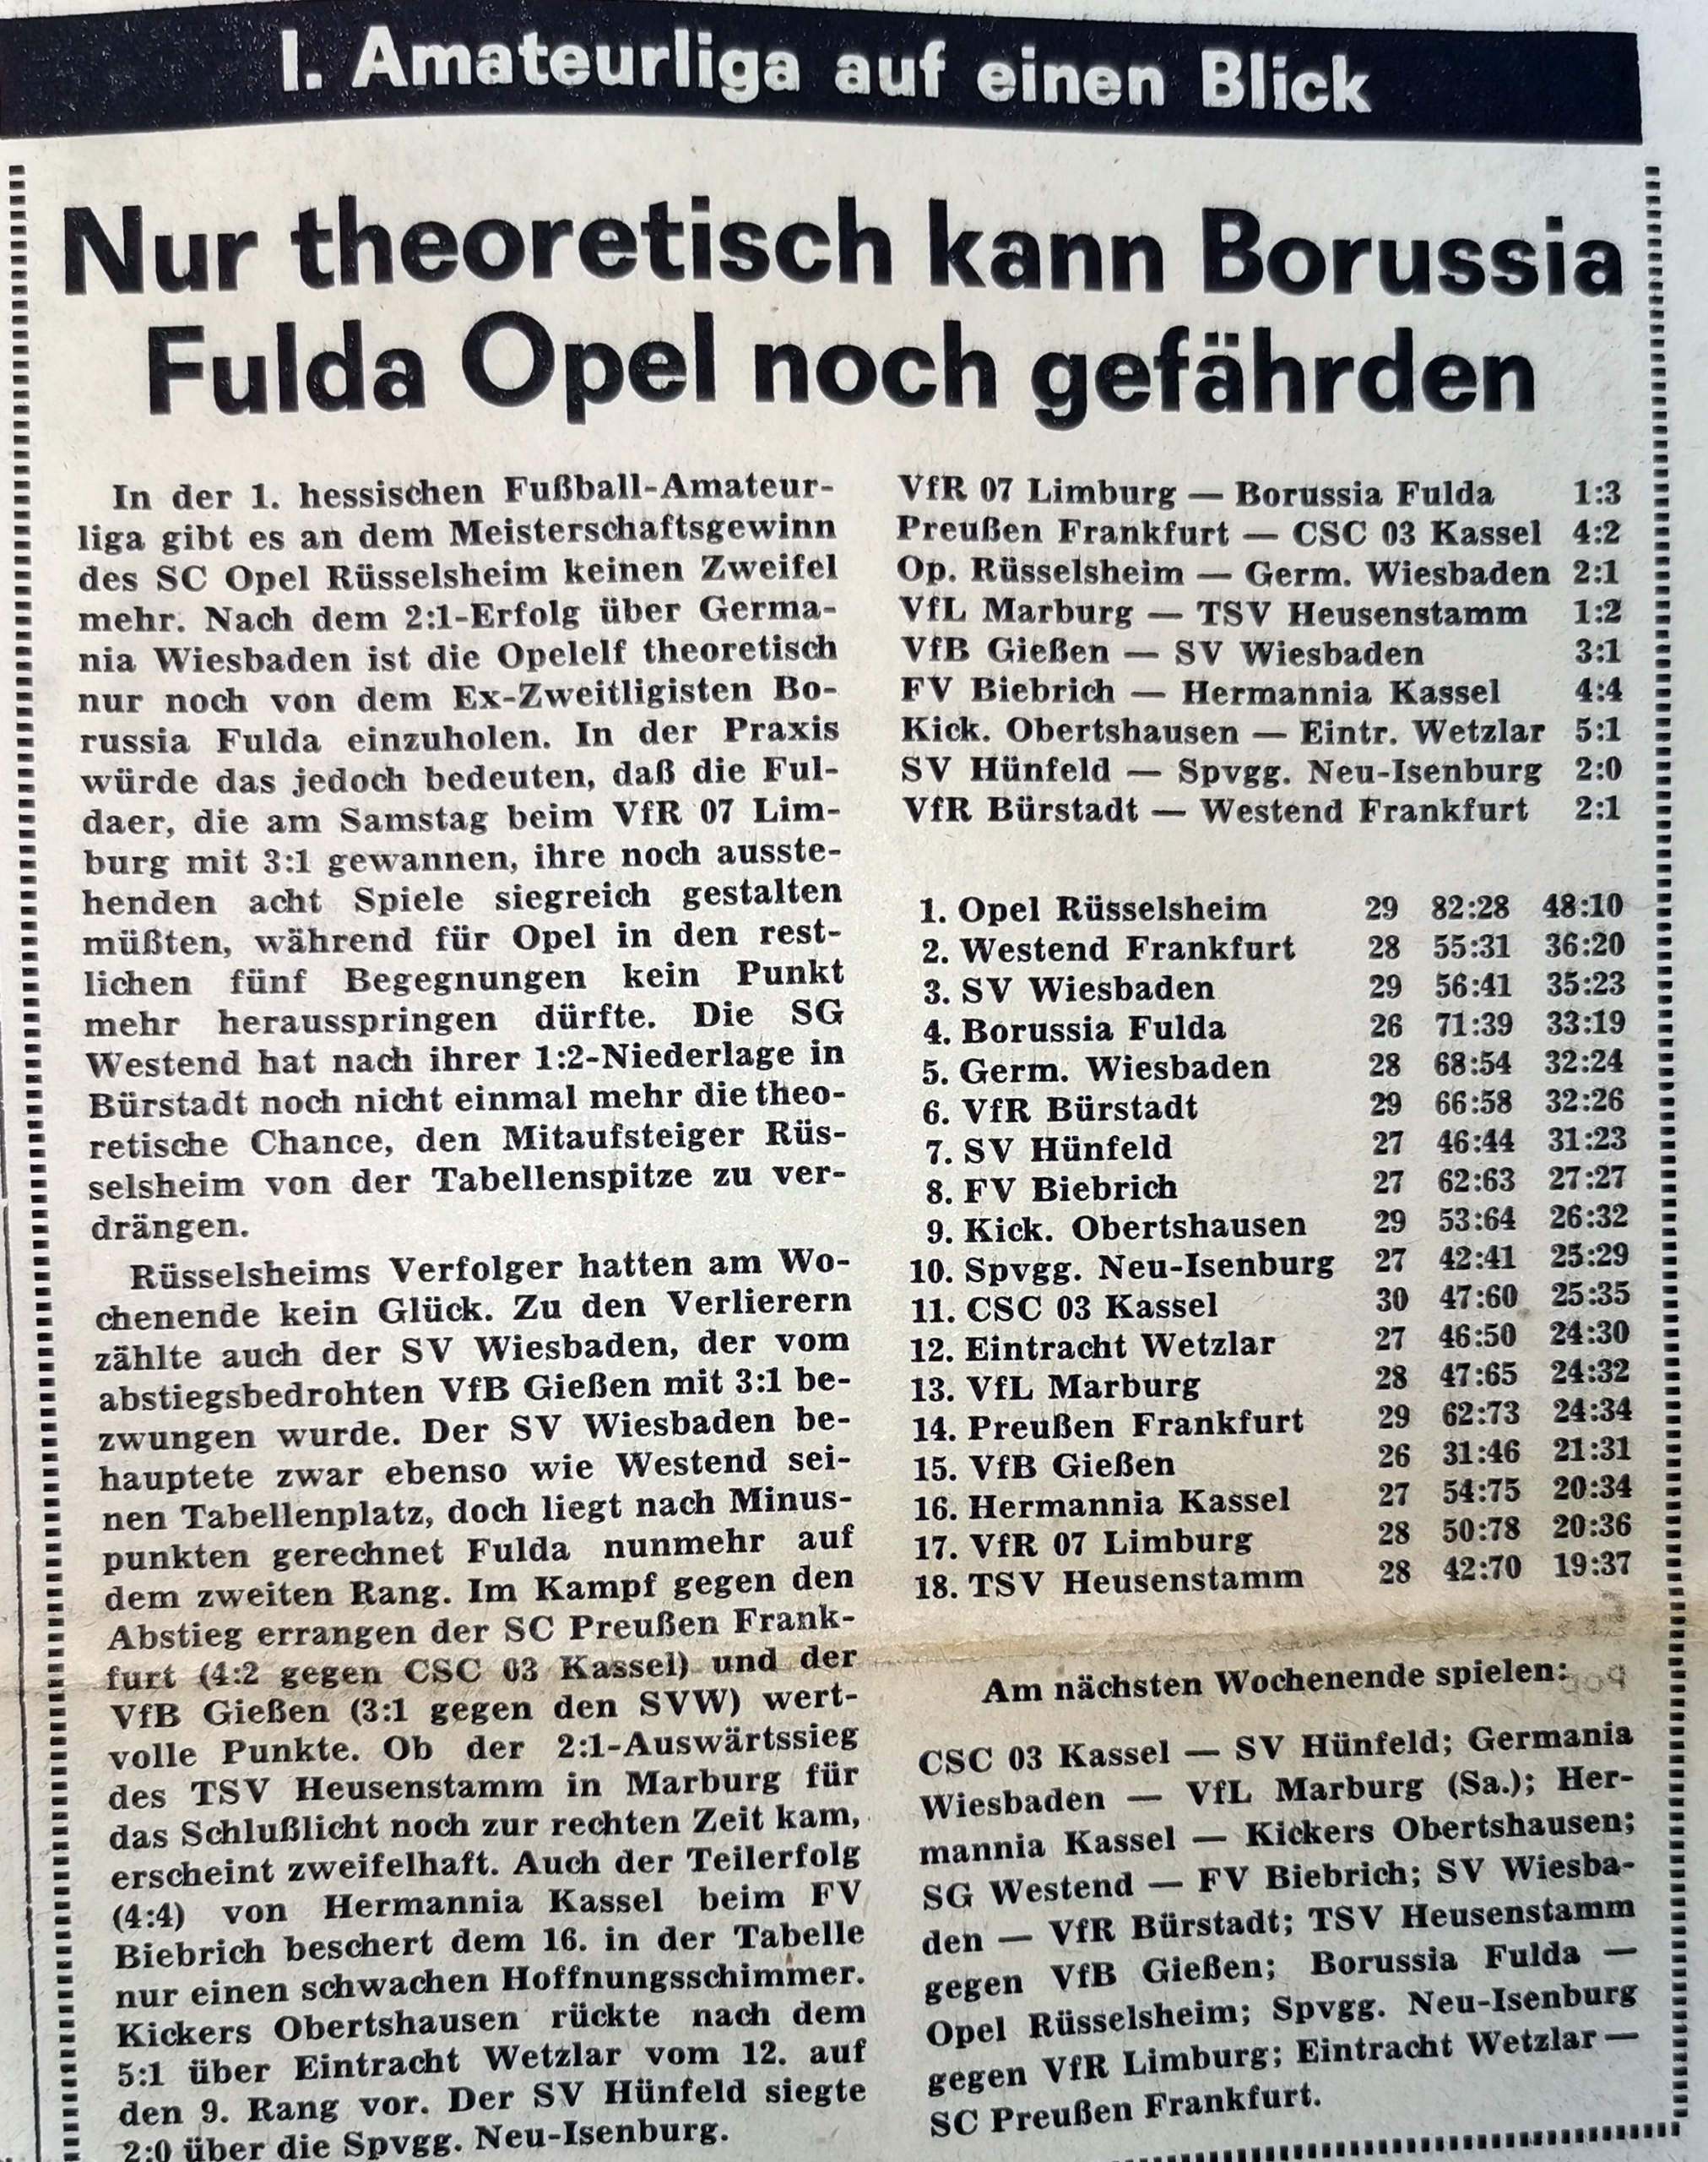 I. Amateurliga auf einen Blick
Nur theoretisch kann Borussia
Fulda Opel noch gefährden
In der 1. hessischen Fußball-Amateur-
liga gibt es an dem Meisterschaftsgewinn
des SC Opel Rüsselsheim keinen Zweifel
mehr. Nach dem 2:1-Erfolg über Germa-
nia Wiesbaden ist die Opelelf theoretisch
nur noch von dem Ex-Zweitligisten Bo-
russia Fulda einzuholen. In der Praxis
würde das jedoch bedeuten, daß die Ful-
daer, die am Samstag beim VfR 07 Lim-
burg mit 3:1 gewannen, ihre noch ausste-
henden acht Spiele siegreich gestalten
müßten, während für Opel in den rest-
lichen fünf Begegnungen kein Punkt
mehr herausspringen dürfte. Die SG
Westend hat nach ihrer 1:2-Niederlage in
Bürstadt noch nicht einmal mehr die theo-
retische Chance, den Mitaufsteiger Rüs-
selsheim von der Tabellenspitze zu ver-
drängen.
Rüsselsheims Verfolger hatten am Wo-
chenende kein Glück. Zu den Verlierern
zählte auch der SV Wiesbaden, der vom
abstiegsbedrohten VfB Gießen mit 3:1 be-
zwungen wurde. Der SV Wiesbaden be-
hauptete zwar ebenso wie Westend sei-
nen Tabellenplatz, doch liegt nach Minus-
punkten gerechnet Fulda nunmehr auf
dem zweiten Rang. Im Kampf gegen den
Abstieg errangen der SC Preußen Frank-
furt (4:2 gegen CSC 03 Kassel) und der
VfB Gießen (3:1 gegen den SVW) wert-
volle Punkte. Ob der 2:1-Auswärtssieg
des TSV Heusenstamm in Marburg für
das Schlußlicht noch zur rechten Zeit kam,
erscheint zweifelhaft. Auch der Teilerfolg
(4:4) von Hermannia Kassel beim FV
Biebrich beschert dem 16. in der Tabelle
nur einen schwachen Hoffnungsschimmer.
Kickers Obertshausen rückte nach dem
5:1 über Eintracht Wetzlar vom 12. auf
den 9. Rang vor. Der SV Hünfeld siegte
2:0 über die Spvgg. Neu-Isenburg.
VfR 07 Limburg — Borussia Fulda 1:3
Preußen Frankfurt — CSC 03 Kassel 4:2
Op. Rüsselsheim — Germ. Wiesbaden 2:1
VfL Marburg — TSV Heusenstamm 1:2
VfB Gießen — SV Wiesbaden 3:1
FV Biebrich — Hermannia Kassel 4:4
Kick. Obertshausen — Eintr. Wetzlar 5:1
SV Hünfeld — Spvgg. Neu-Isenburg 2:0
VfR Bürstadt — Westend Frankfurt 2:1
1. Opel Rüsselsheim 29 82:28 48:10
2. Westend Frankfurt 28 55:31 36:20
3. SV Wiesbaden 29 56:41 35:23
4. Borussia Fulda 26 71:39 33:19
5. Germ. Wiesbaden 28 68:54 32:24
6. VfR Bürstadt 29 66:58 32:26
7. SV Hünfeld 27 46:44 31:23
8. FV Biebrich 27 62:63 27:27
9. Kick. Obertshausen 29 53:64 26:32
10. Spvgg. Neu-Isenburg 27 42:41 25:29
11. CSC 03 Kassel 30 47:60 25:35
12. Eintracht Wetzlar 27 46:50 24:30
13. VfL Marburg 28 47:65 24:32
14. Preußen Frankfurt 29 62:73 24:34
15. VfB Gießen 26 31:46 21:31
16. Hermannia Kassel 27 54:75 20:34
17. VfR 07 Limburg 28 50:78 20:36
18. TSV Heusenstamm 28 42:70 19:37
Am nächsten Wochenende spielen:
CSC 03 Kassel — SV Hünfeld; Germania
Wiesbaden — VfL Marburg (Sa.); Her-
mannia Kassel — Kickers Obertshausen;
SG Westend — FV Biebrich; SV Wiesba-
den — VfR Bürstadt; TSV Heusenstamm
gegen VfB Gießen; Borussia Fulda —
Opel Rüsselsheim; Spvgg. Neu-Isenburg
gegen VfR Limburg; Eintracht Wetzlar —
SC Preußen Frankfurt.